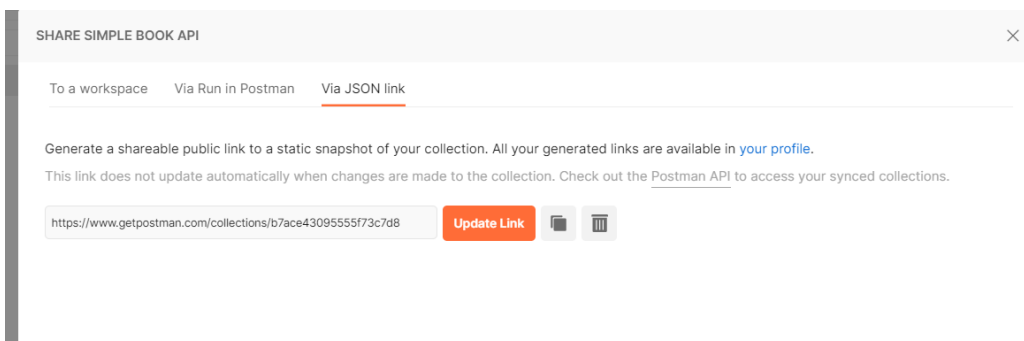 SHARE SIMPLE BOOK API
To a workspace Via Run in Postman Via JSON link
Generate a shareable public link to a static snapshot of your collection. All your generated links are available in your profile.
This link does not update automatically when changes are made to the collection. Check out the Postman API to access your synced collections.
https://www.getpostman.com/collections/b7ace43095555f73c7d8 Update Link